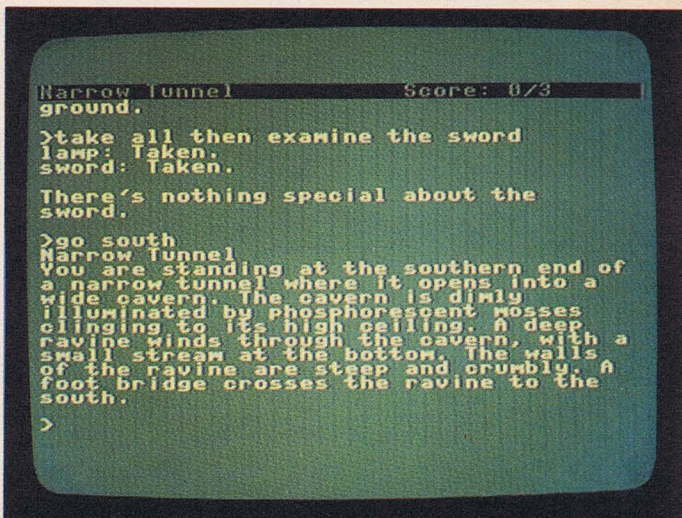 Narrow Tunnel Score: 0/3
ground.
>take all then examine the sword
lamp: Taken.
sword: Taken.
There's nothing special about the
sword.
>go south
Narrow Tunnel
You are standing at the southern end of
a narrow tunnel where it opens into a
wide cavern. The cavern is dimly
illuminated by phosphorescent mosses
clinging to its high ceiling. A deep
ravine winds through the cavern, with a
small stream at the bottom. The walls
of the ravine are steep and crumbly. A
foot bridge crosses the ravine to the
south.
>